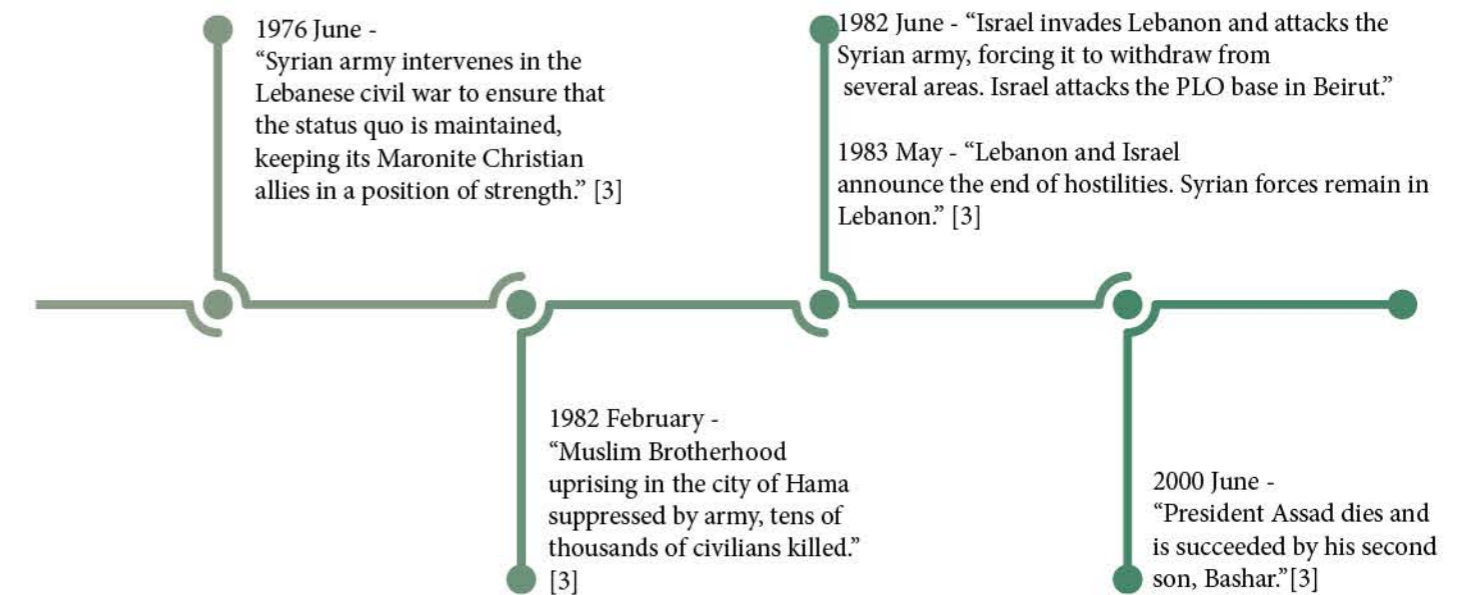 1976 June -
“Syrian army intervenes in the
Lebanese civil war to ensure that
the status quo is maintained,
keeping its Maronite Christian
allies in a position of strength.” [3]
1982 February -
“Muslim Brotherhood
uprising in the city of Hama
suppressed by army, tens of
thousands of civilians killed.”
[3]
1982 June - “Israel invades Lebanon and attacks the
Syrian army, forcing it to withdraw from
several areas. Israel attacks the PLO base in Beirut.”
1983 May - “Lebanon and Israel
announce the end of hostilities. Syrian forces remain in
Lebanon.” [3]
2000 June -
“President Assad dies and
is succeeded by his second
son, Bashar.”[3]